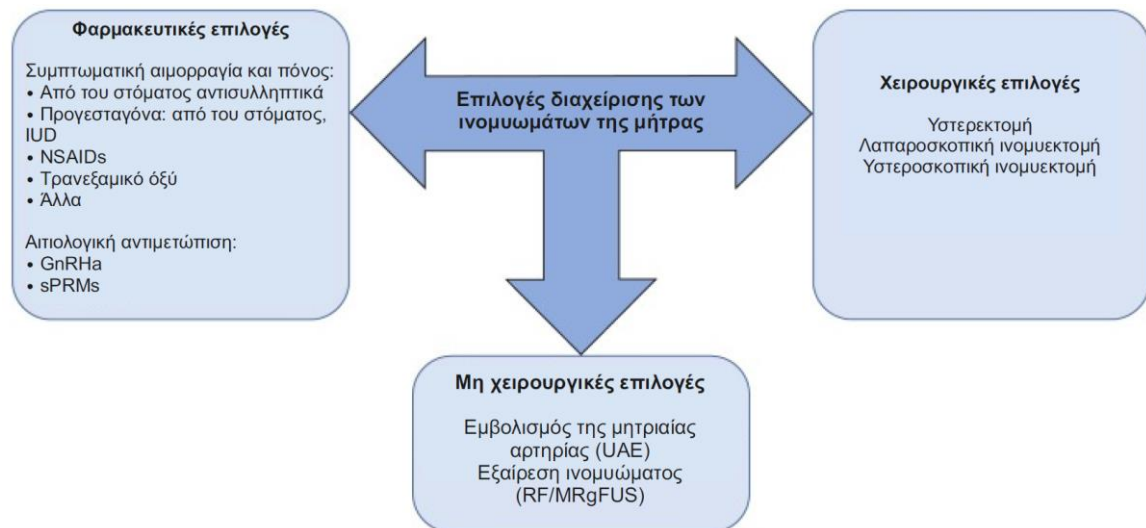 Φαρμακευτικές επιλογές
Συμπτωματική αιμορραγία και πόνος:
• Από του στόματος αντισυλληπτικά
• Προγεσταγόνα: από του στόματος,
IUD
• NSAIDs
• Τρανεξαμικό όξύ
• Άλλα
Αιτιολογική αντιμετώπιση:
• GnRHa
• sPRMs
Επιλογές διαχείρισης των
ινομυωμάτων της μήτρας
Χειρουργικές επιλογές
Υστερεκτομή
Λαπαροσκοπική ινομυεκτομή
Υστεροσκοπική ινομυεκτομή
Μη χειρουργικές επιλογές
Εμβολισμός της μητριαίας
αρτηρίας (UAE)
Εξαίρεση ινομυώματος
(RF/MRgFUS)